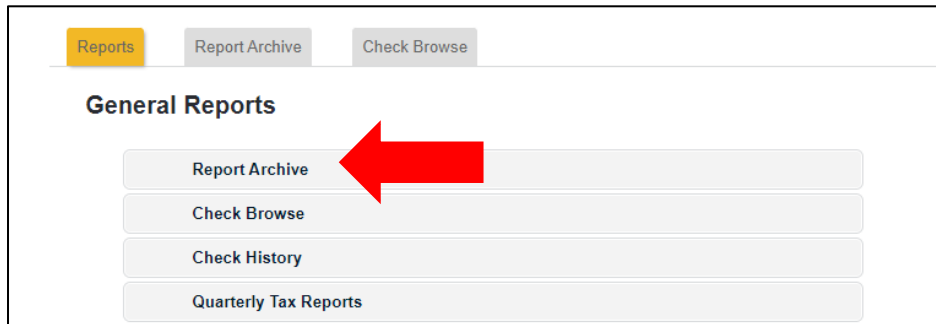 Reports Report Archive Check Browse
General Reports
Report Archive
Check Browse
Check History
Quarterly Tax Reports